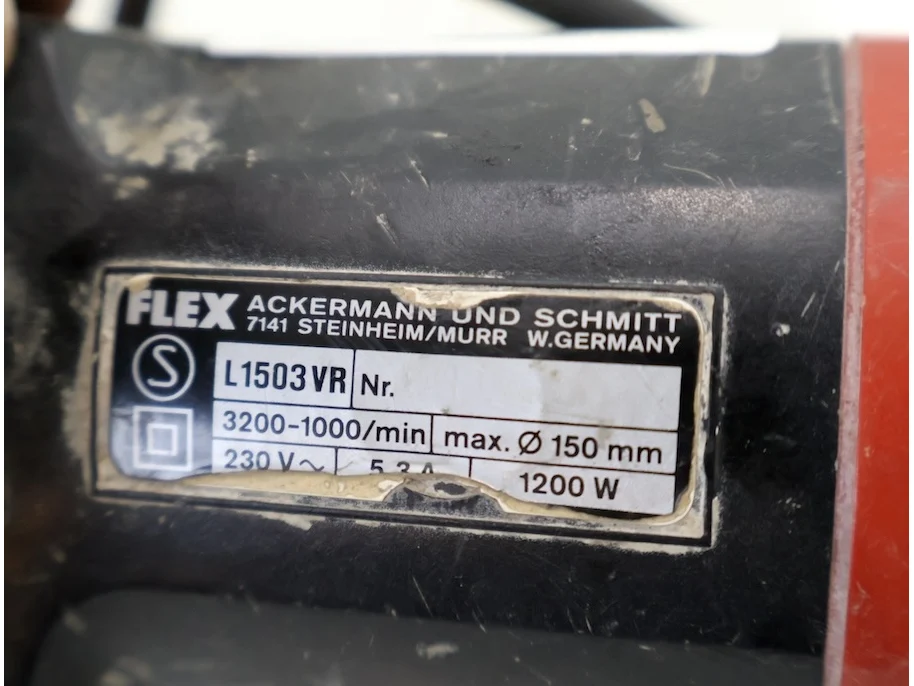 FLEX ACKERMANN UND SCHMITT
7141 STEINHEIM/MURR W.GERMANY
S
L1503VR Nr.
3200-1000/min max. Ø 150 mm
230 V~ 5,3 A 1200 W